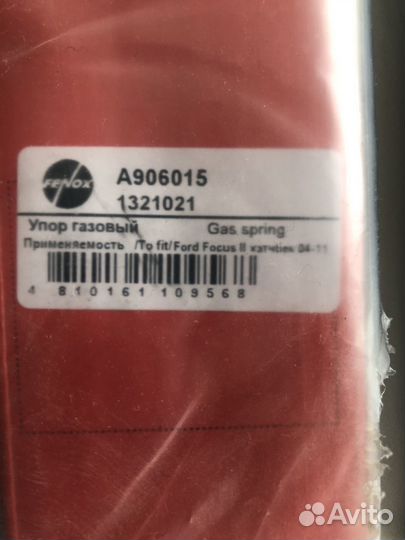 FENOX
A906015
1321021
Упор газовый Gas spring
Применяемость /To fit/Ford Focus II хэтчбек 04-11
4 810161 109568
Avito